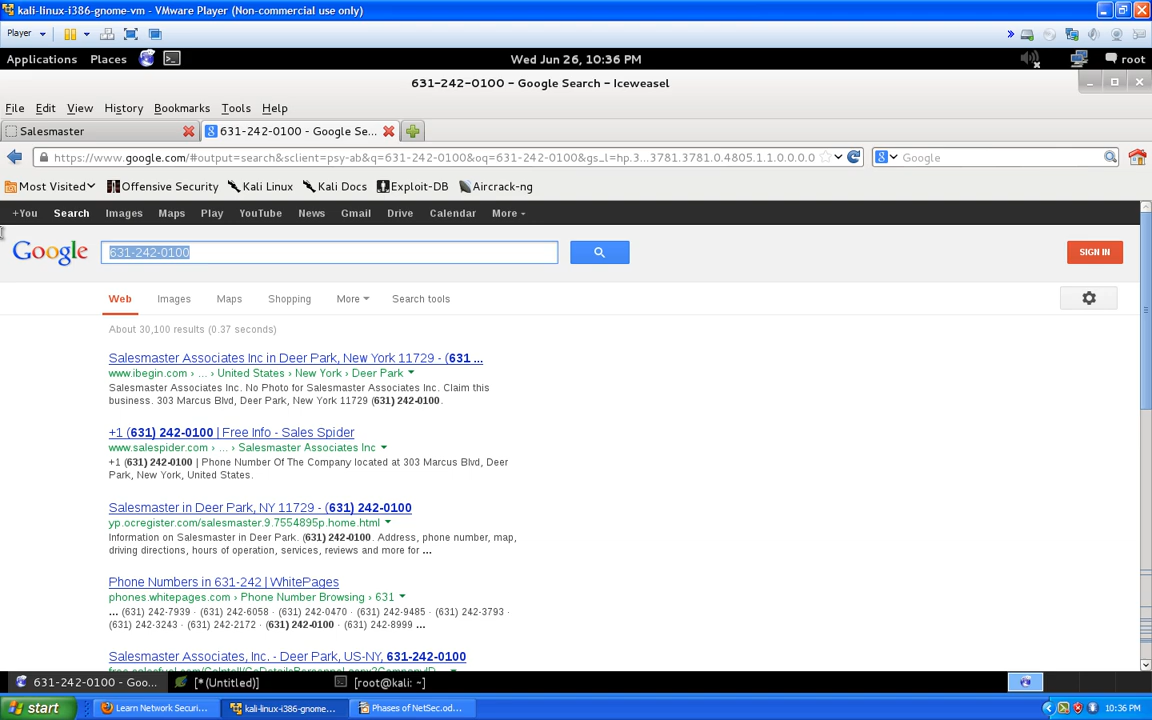 kali-linux-i386-gnome-vm - VMware Player (Non-commercial use only)
Player
Applications Places Wed Jun 26, 10:36 PM root
631-242-0100 - Google Search - Iceweasel
File Edit View History Bookmarks Tools Help
Salesmaster 631-242-0100 - Google Se...
https://www.google.com/#output=search&sclient=psy-ab&q=631-242-0100&oq=631-242-0100&gs_l=hp.3...3781.3781.0.4805.1.1.0.0.0.0 Google
Most Visited Offensive Security Kali Linux Kali Docs Exploit-DB Aircrack-ng
+You Search Images Maps Play YouTube News Gmail Drive Calendar More
Google 631-242-0100 SIGN IN
Web Images Maps Shopping More Search tools
About 30,100 results (0.37 seconds)
Salesmaster Associates Inc in Deer Park, New York 11729 - (631 ...
www.ibegin.com › ... › United States › New York › Deer Park
Salesmaster Associates Inc. No Photo for Salesmaster Associates Inc. Claim this
business. 303 Marcus Blvd, Deer Park, New York 11729 (631) 242-0100.
+1 (631) 242-0100 | Free Info - Sales Spider
www.salespider.com › ... › Salesmaster Associates Inc
+1 (631) 242-0100 | Phone Number Of The Company located at 303 Marcus Blvd, Deer
Park, New York, United States.
Salesmaster in Deer Park, NY 11729 - (631) 242-0100
yp.ocregister.com/salesmaster.9.7554895p.home.html
Information on Salesmaster in Deer Park. (631) 242-0100. Address, phone number, map,
driving directions, hours of operation, services, reviews and more for ...
Phone Numbers in 631-242 | WhitePages
phones.whitepages.com › Phone Number Browsing › 631
... (631) 242-7939 · (631) 242-6058 · (631) 242-0470 · (631) 242-9485 · (631) 242-3793 ·
(631) 242-3243 · (631) 242-2172 · (631) 242-0100 · (631) 242-8999 ...
Salesmaster Associates, Inc. - Deer Park, US-NY, 631-242-0100
631-242-0100 - Goo... [*(Untitled)] [root@kali: ~]
start Learn Network Securi... kali-linux-i386-gnome... Phases of NetSec.od... 10:36 PM